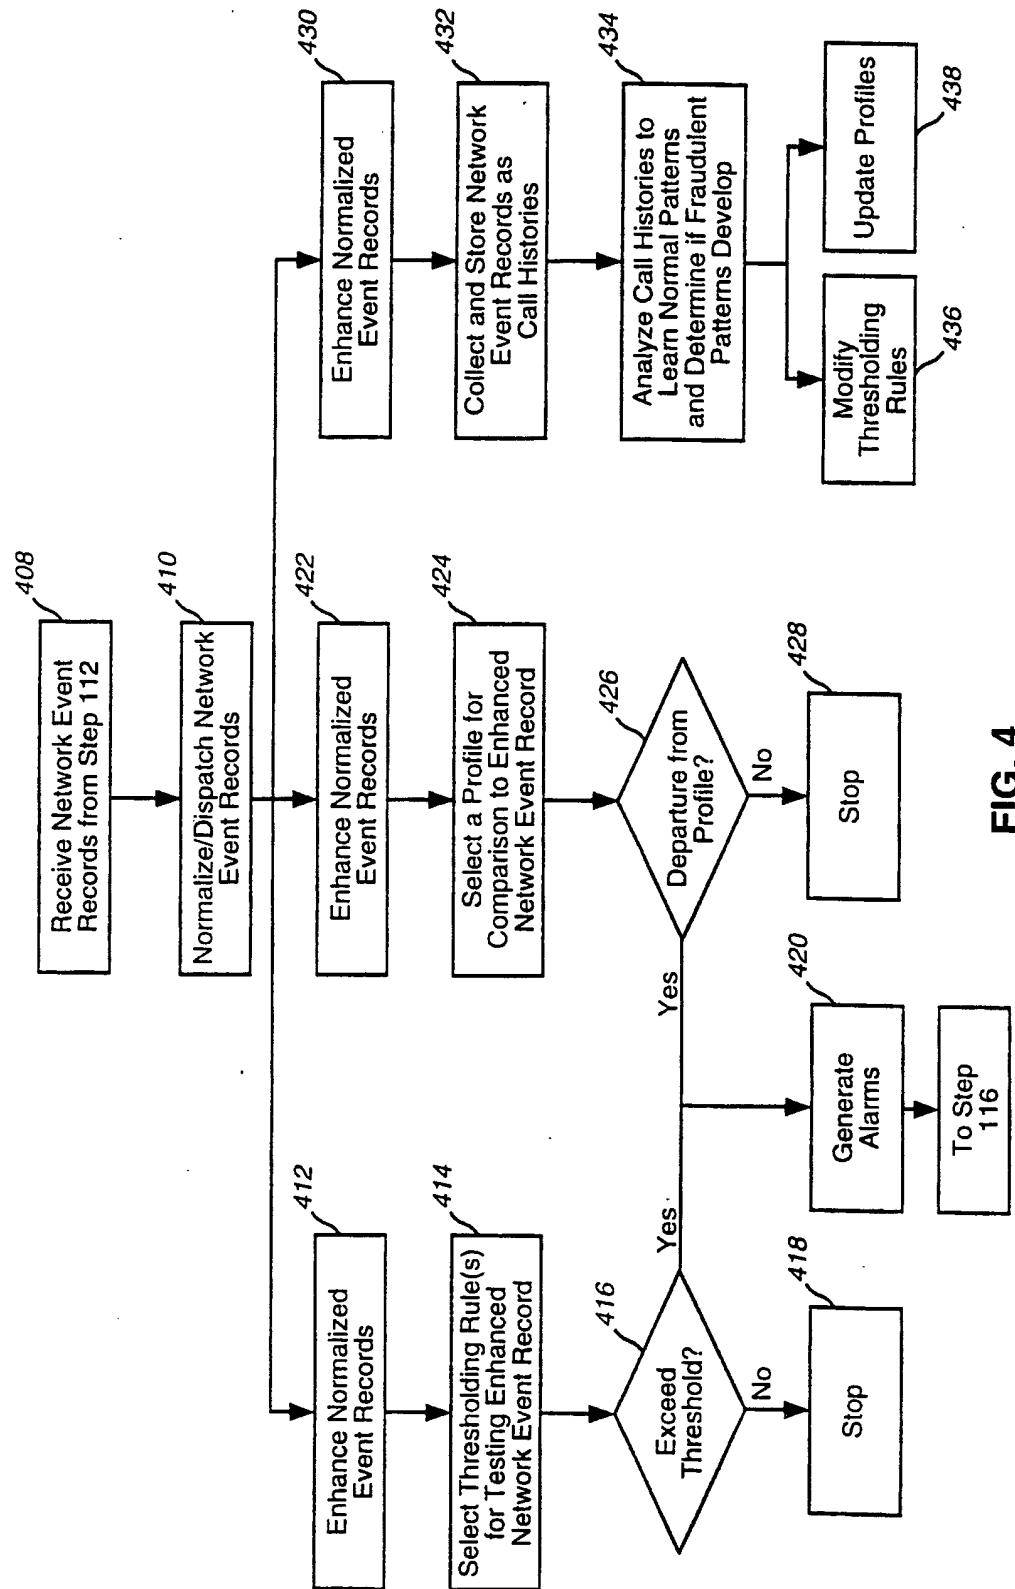 408
Receive Network Event
Records from Step 112
410
Normalize/Dispatch Network
Event Records
412
Enhance Normalized
Event Records
414
Select Thresholding Rule(s)
for Testing Enhanced
Network Event Record
416
Exceed
Threshold?
Yes
No
418
Stop
422
Enhance Normalized
Event Records
424
Select a Profile for
Comparison to Enhanced
Network Event Record
426
Departure from
Profile?
Yes
No
428
Stop
420
Generate
Alarms
To Step
116
430
Enhance Normalized
Event Records
432
Collect and Store Network
Event Records as
Call Histories
434
Analyze Call Histories to
Learn Normal Patterns
and Determine if Fraudulent
Patterns Develop
Modify
Thresholding
Rules
436
Update Profiles
438
FIG. 4